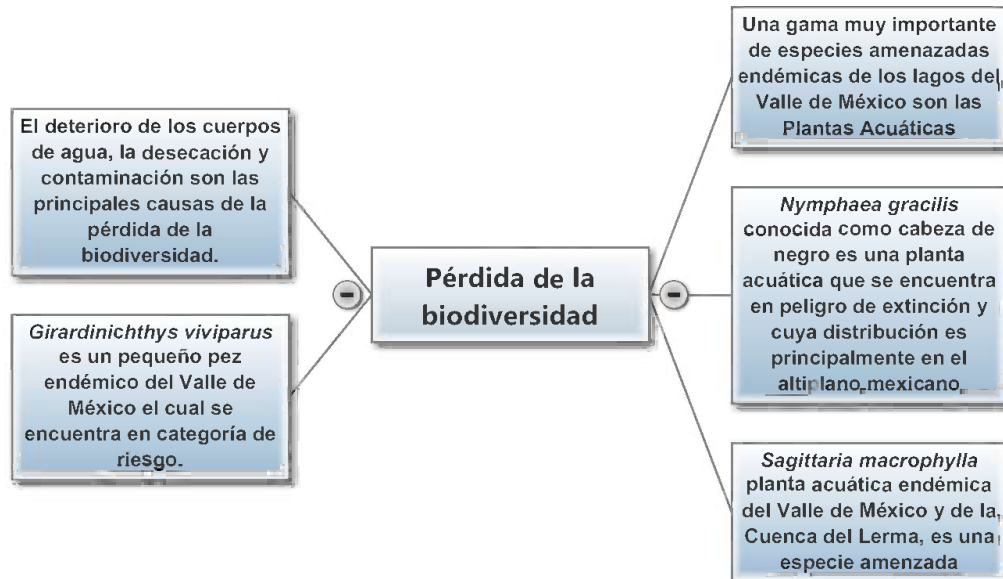 Una gama muy importante
de especies amenazadas
endémicas de los lagos del
Valle de México son las
Plantas Acuáticas
El deterioro de los cuerpos
de agua, la desecación y
contaminación son las
principales causas de la
pérdida de la
biodiversidad.
Pérdida de la
biodiversidad
Nymphaea gracilis
conocida como cabeza de
negro es una planta
acuática que se encuentra
en peligro de extinción y
cuya distribución es
principalmente en el
altiplano mexicano
Girardinichthys viviparus
es un pequeño pez
endémico del Valle de
México el cual se
encuentra en categoría de
riesgo.
Sagittaria macrophylla
planta acuática endémica
del Valle de México y de la
Cuenca del Lerma, es una
especie amenzada